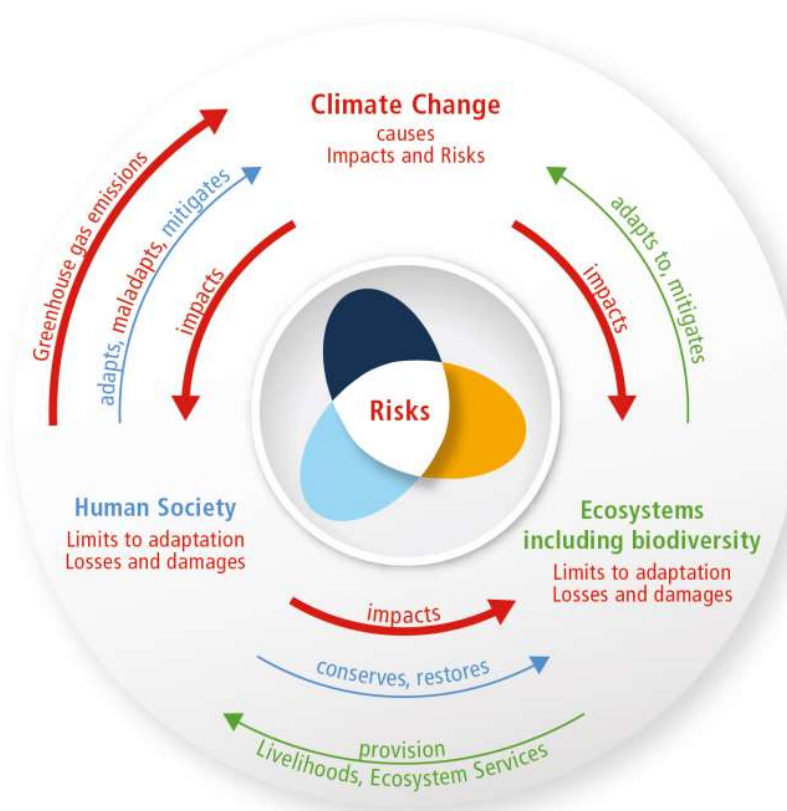 Climate Change
causes
Impacts and Risks
Greenhouse gas emissions
adapts, maladapts, mitigates
impacts
impacts
adapts to, mitigates
Risks
Human Society
Limits to adaptation
Losses and damages
Ecosystems
including biodiversity
Limits to adaptation
Losses and damages
impacts
conserves, restores
provision
Livelihoods, Ecosystem Services